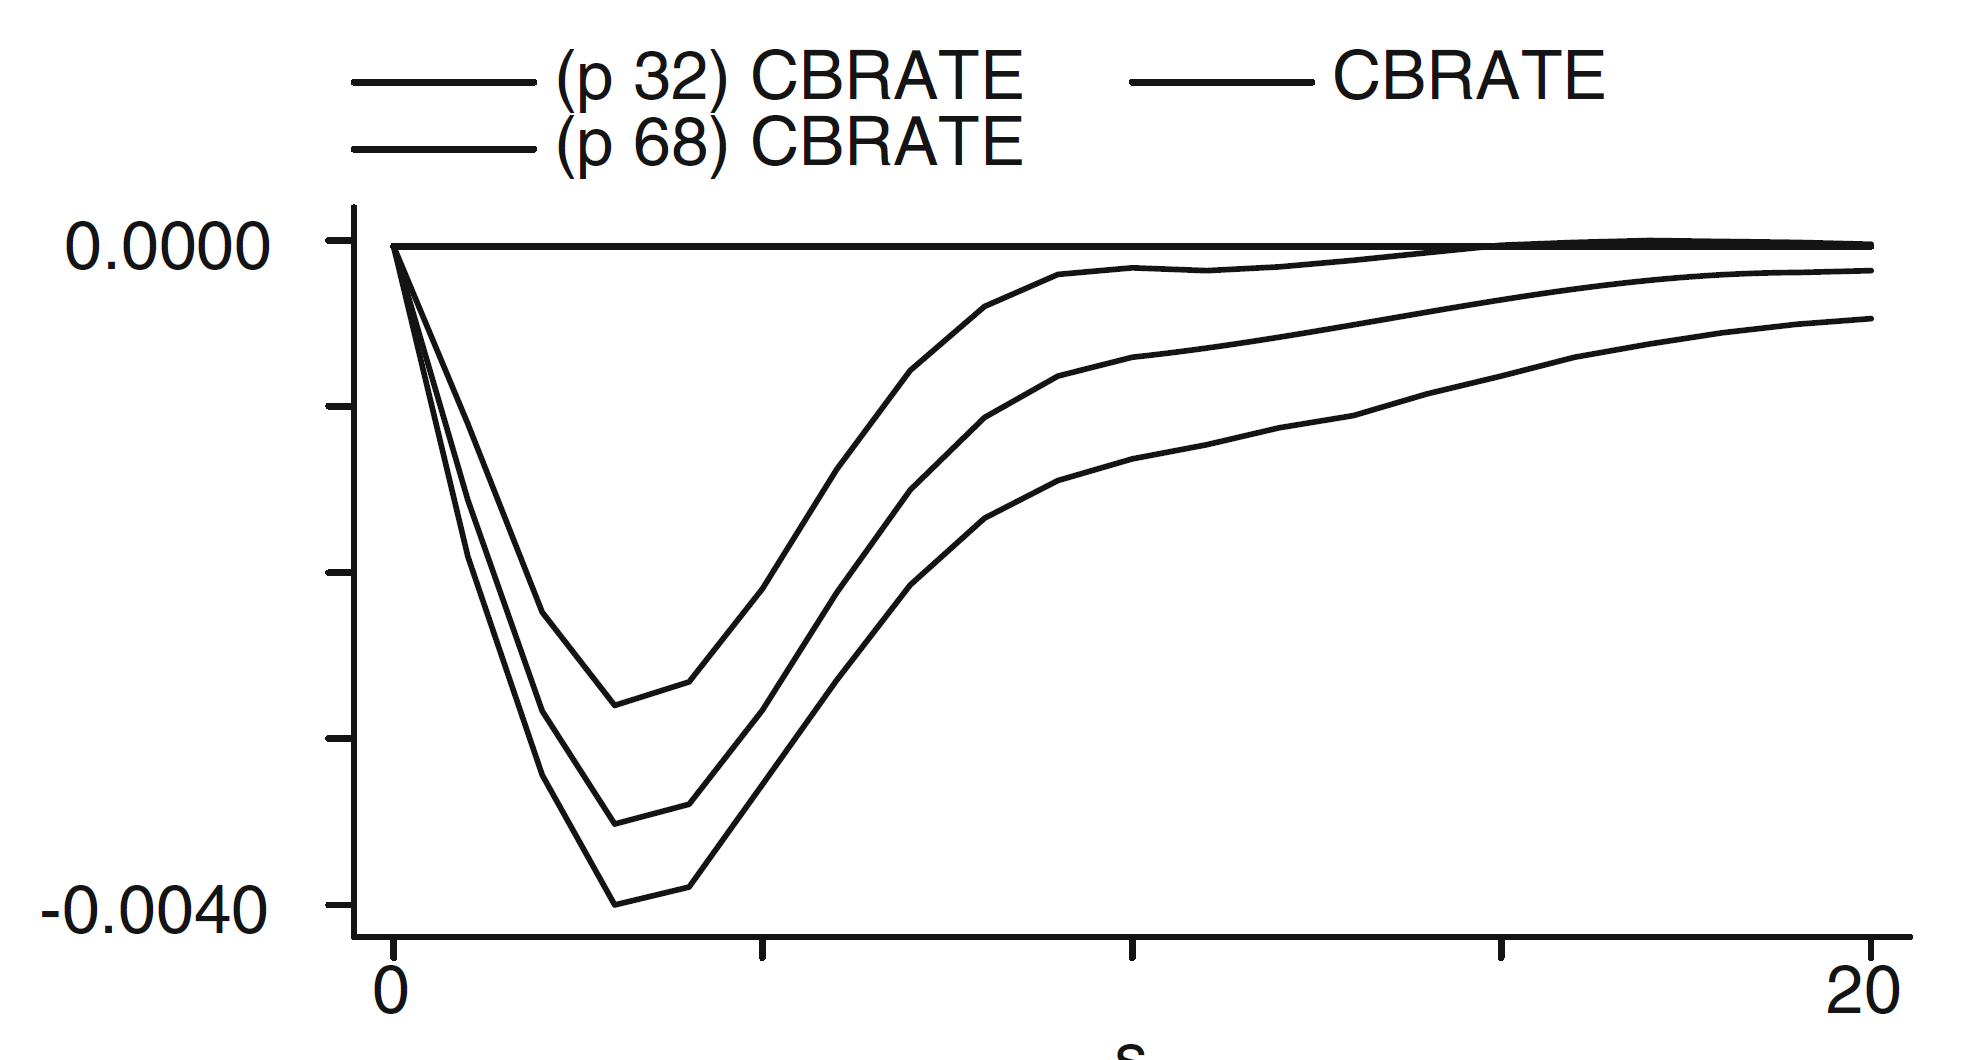 (p 32) CBRATE CBRATE
(p 68) CBRATE
0.0000
-0.0040
0 20
s